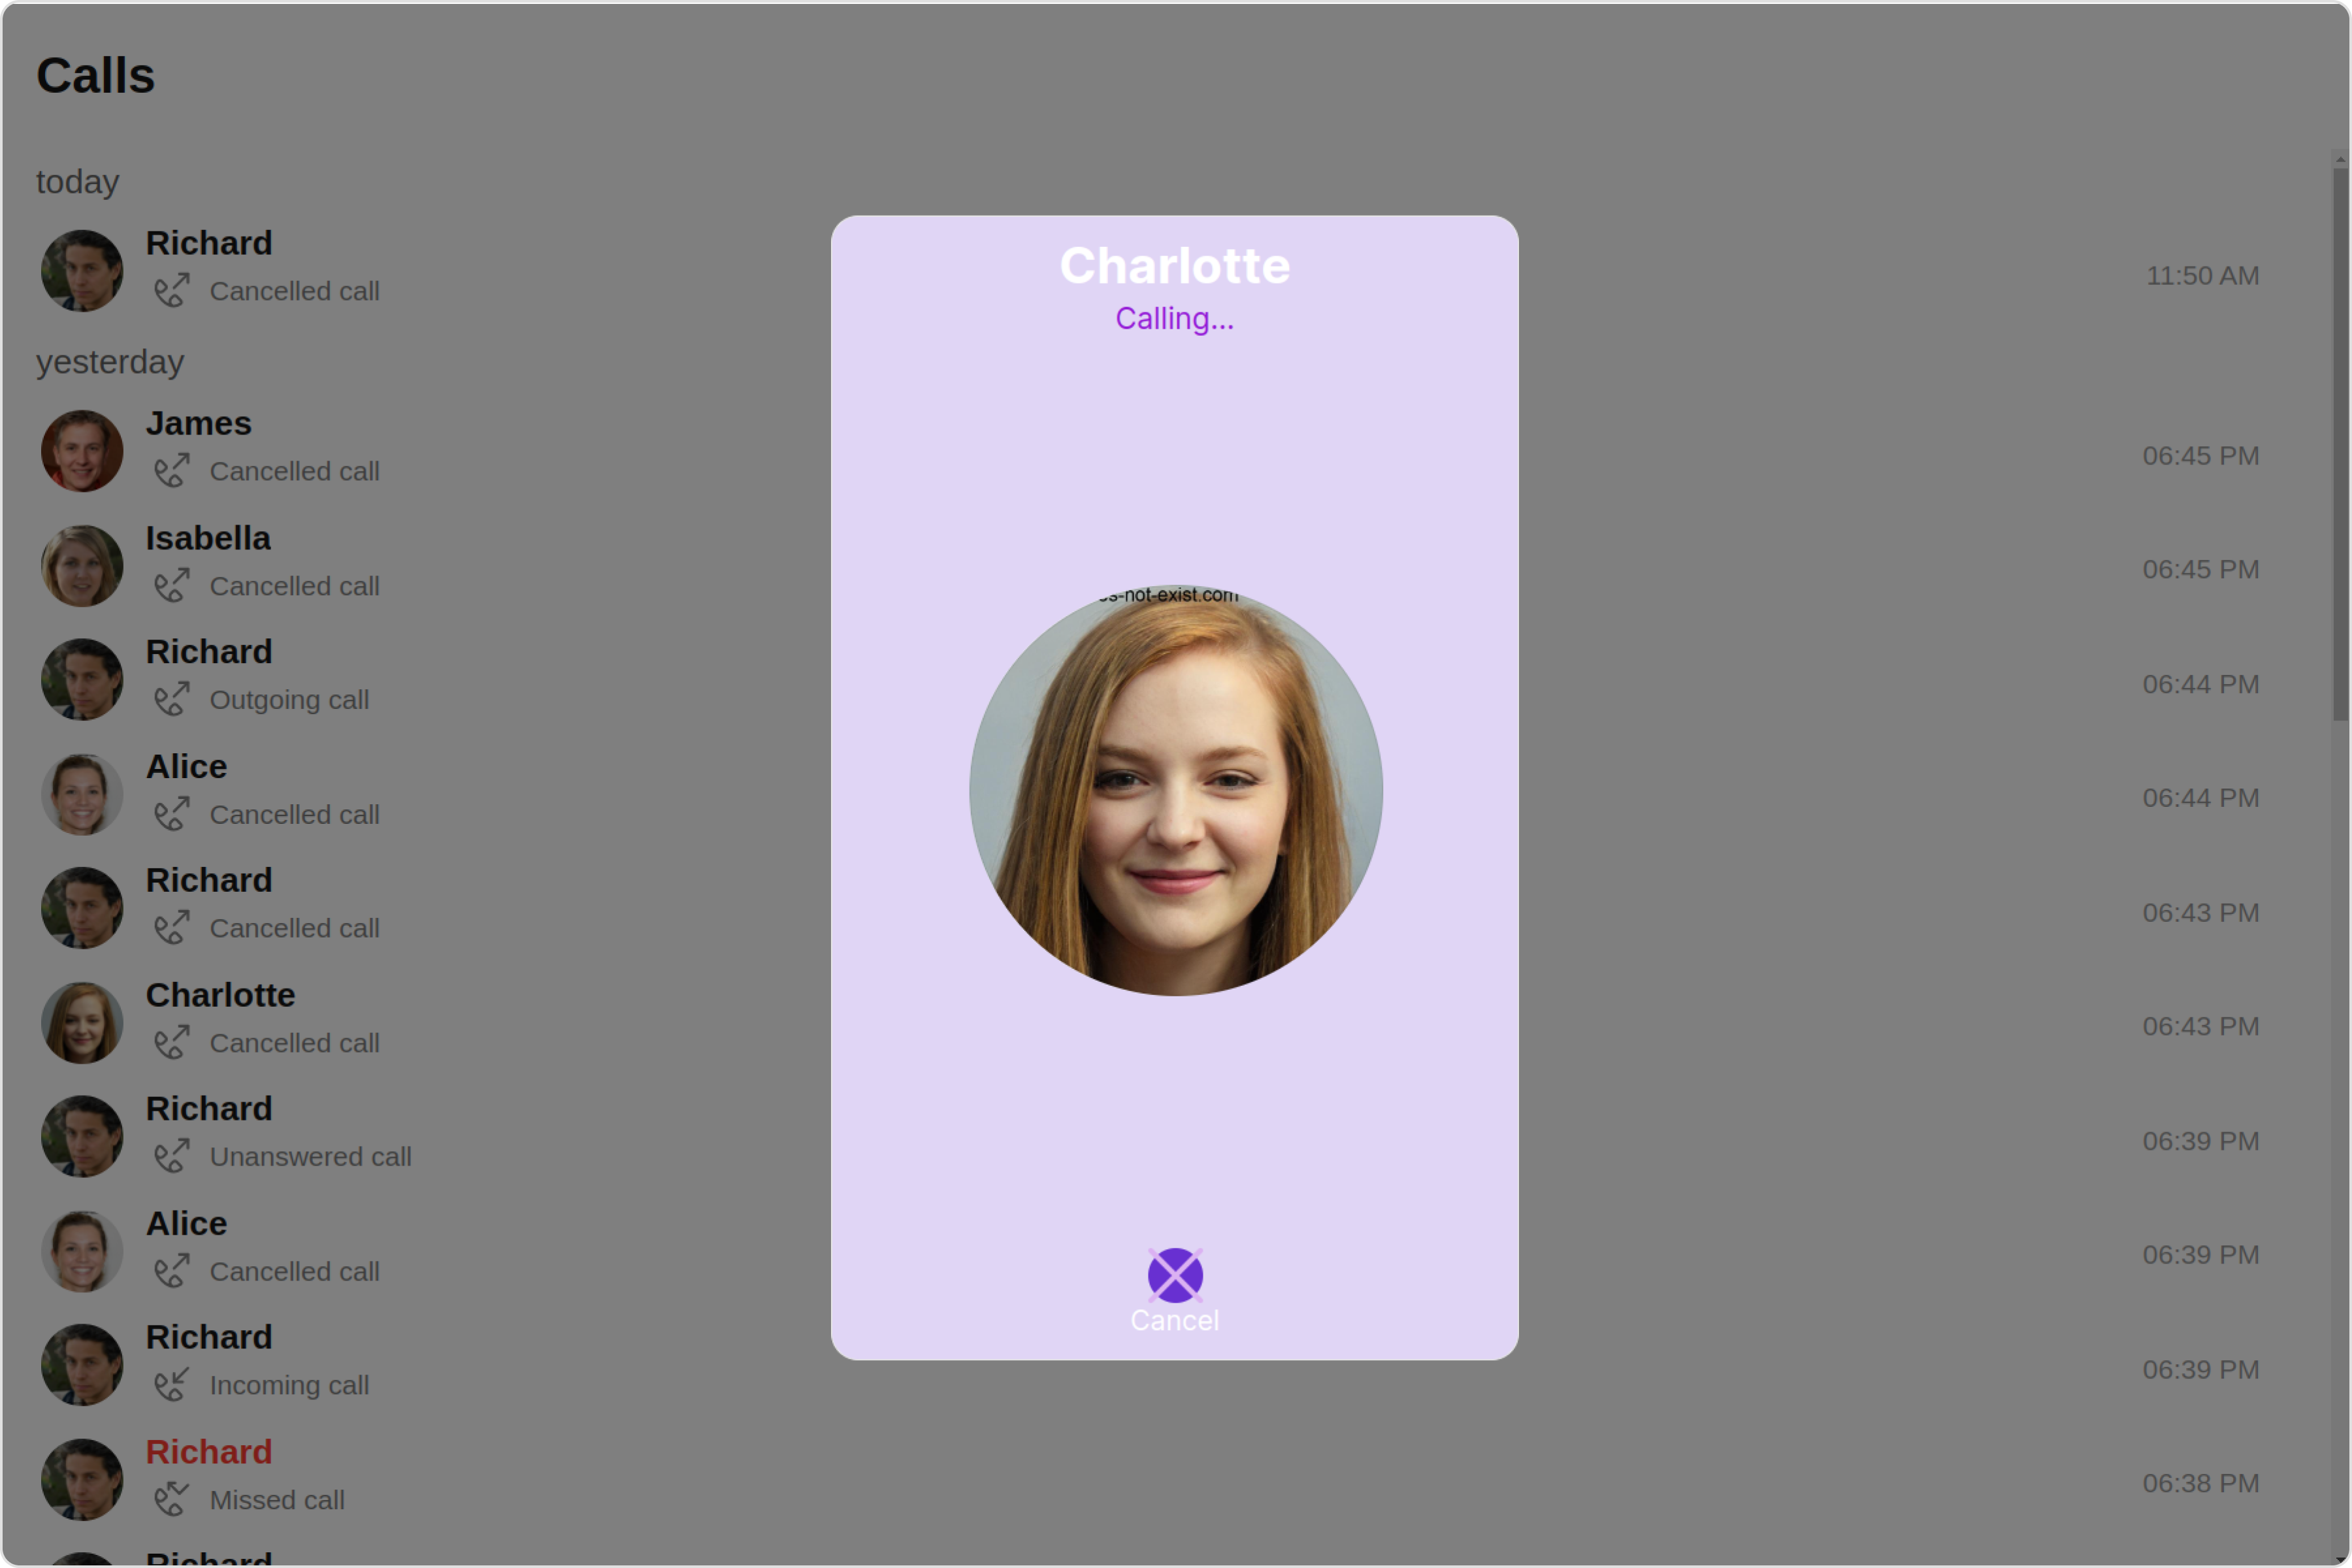 Calls
today
Richard
Cancelled call
11:50 AM
yesterday
James
Cancelled call
06:45 PM
Isabella
Cancelled call
06:45 PM
Richard
Outgoing call
06:44 PM
Alice
Cancelled call
06:44 PM
Richard
Cancelled call
06:43 PM
Charlotte
Cancelled call
06:43 PM
Richard
Unanswered call
06:39 PM
Alice
Cancelled call
06:39 PM
Richard
Incoming call
06:39 PM
Richard
Missed call
06:38 PM
Richard
Charlotte
Calling...
s-not-exist.com
Cancel